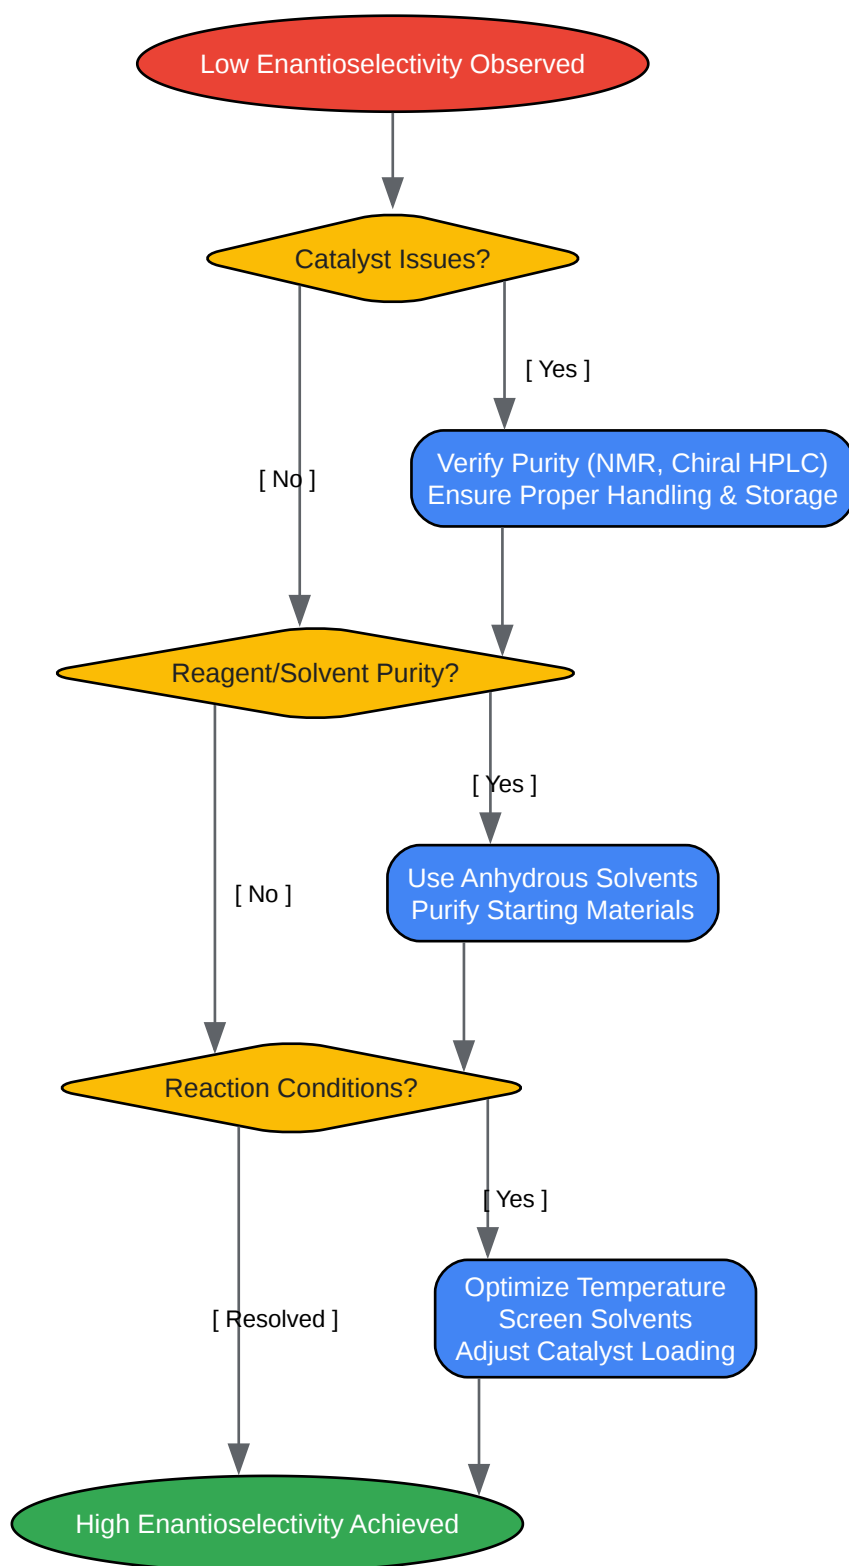 Low Enantioselectivity Observed
Catalyst Issues?
[ Yes ]
Verify Purity (NMR, Chiral HPLC)
Ensure Proper Handling & Storage
[ No ]
Reagent/Solvent Purity?
[ Yes ]
Use Anhydrous Solvents
Purify Starting Materials
[ No ]
Reaction Conditions?
[ Yes ]
Optimize Temperature
Screen Solvents
Adjust Catalyst Loading
[ Resolved ]
High Enantioselectivity Achieved